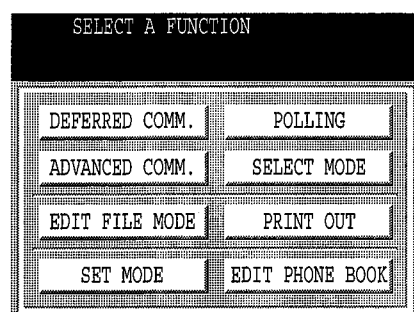 SELECT A FUNCTION
DEFERRED COMM. POLLING
ADVANCED COMM. SELECT MODE
EDIT FILE MODE PRINT OUT
SET MODE EDIT PHONE BOOK